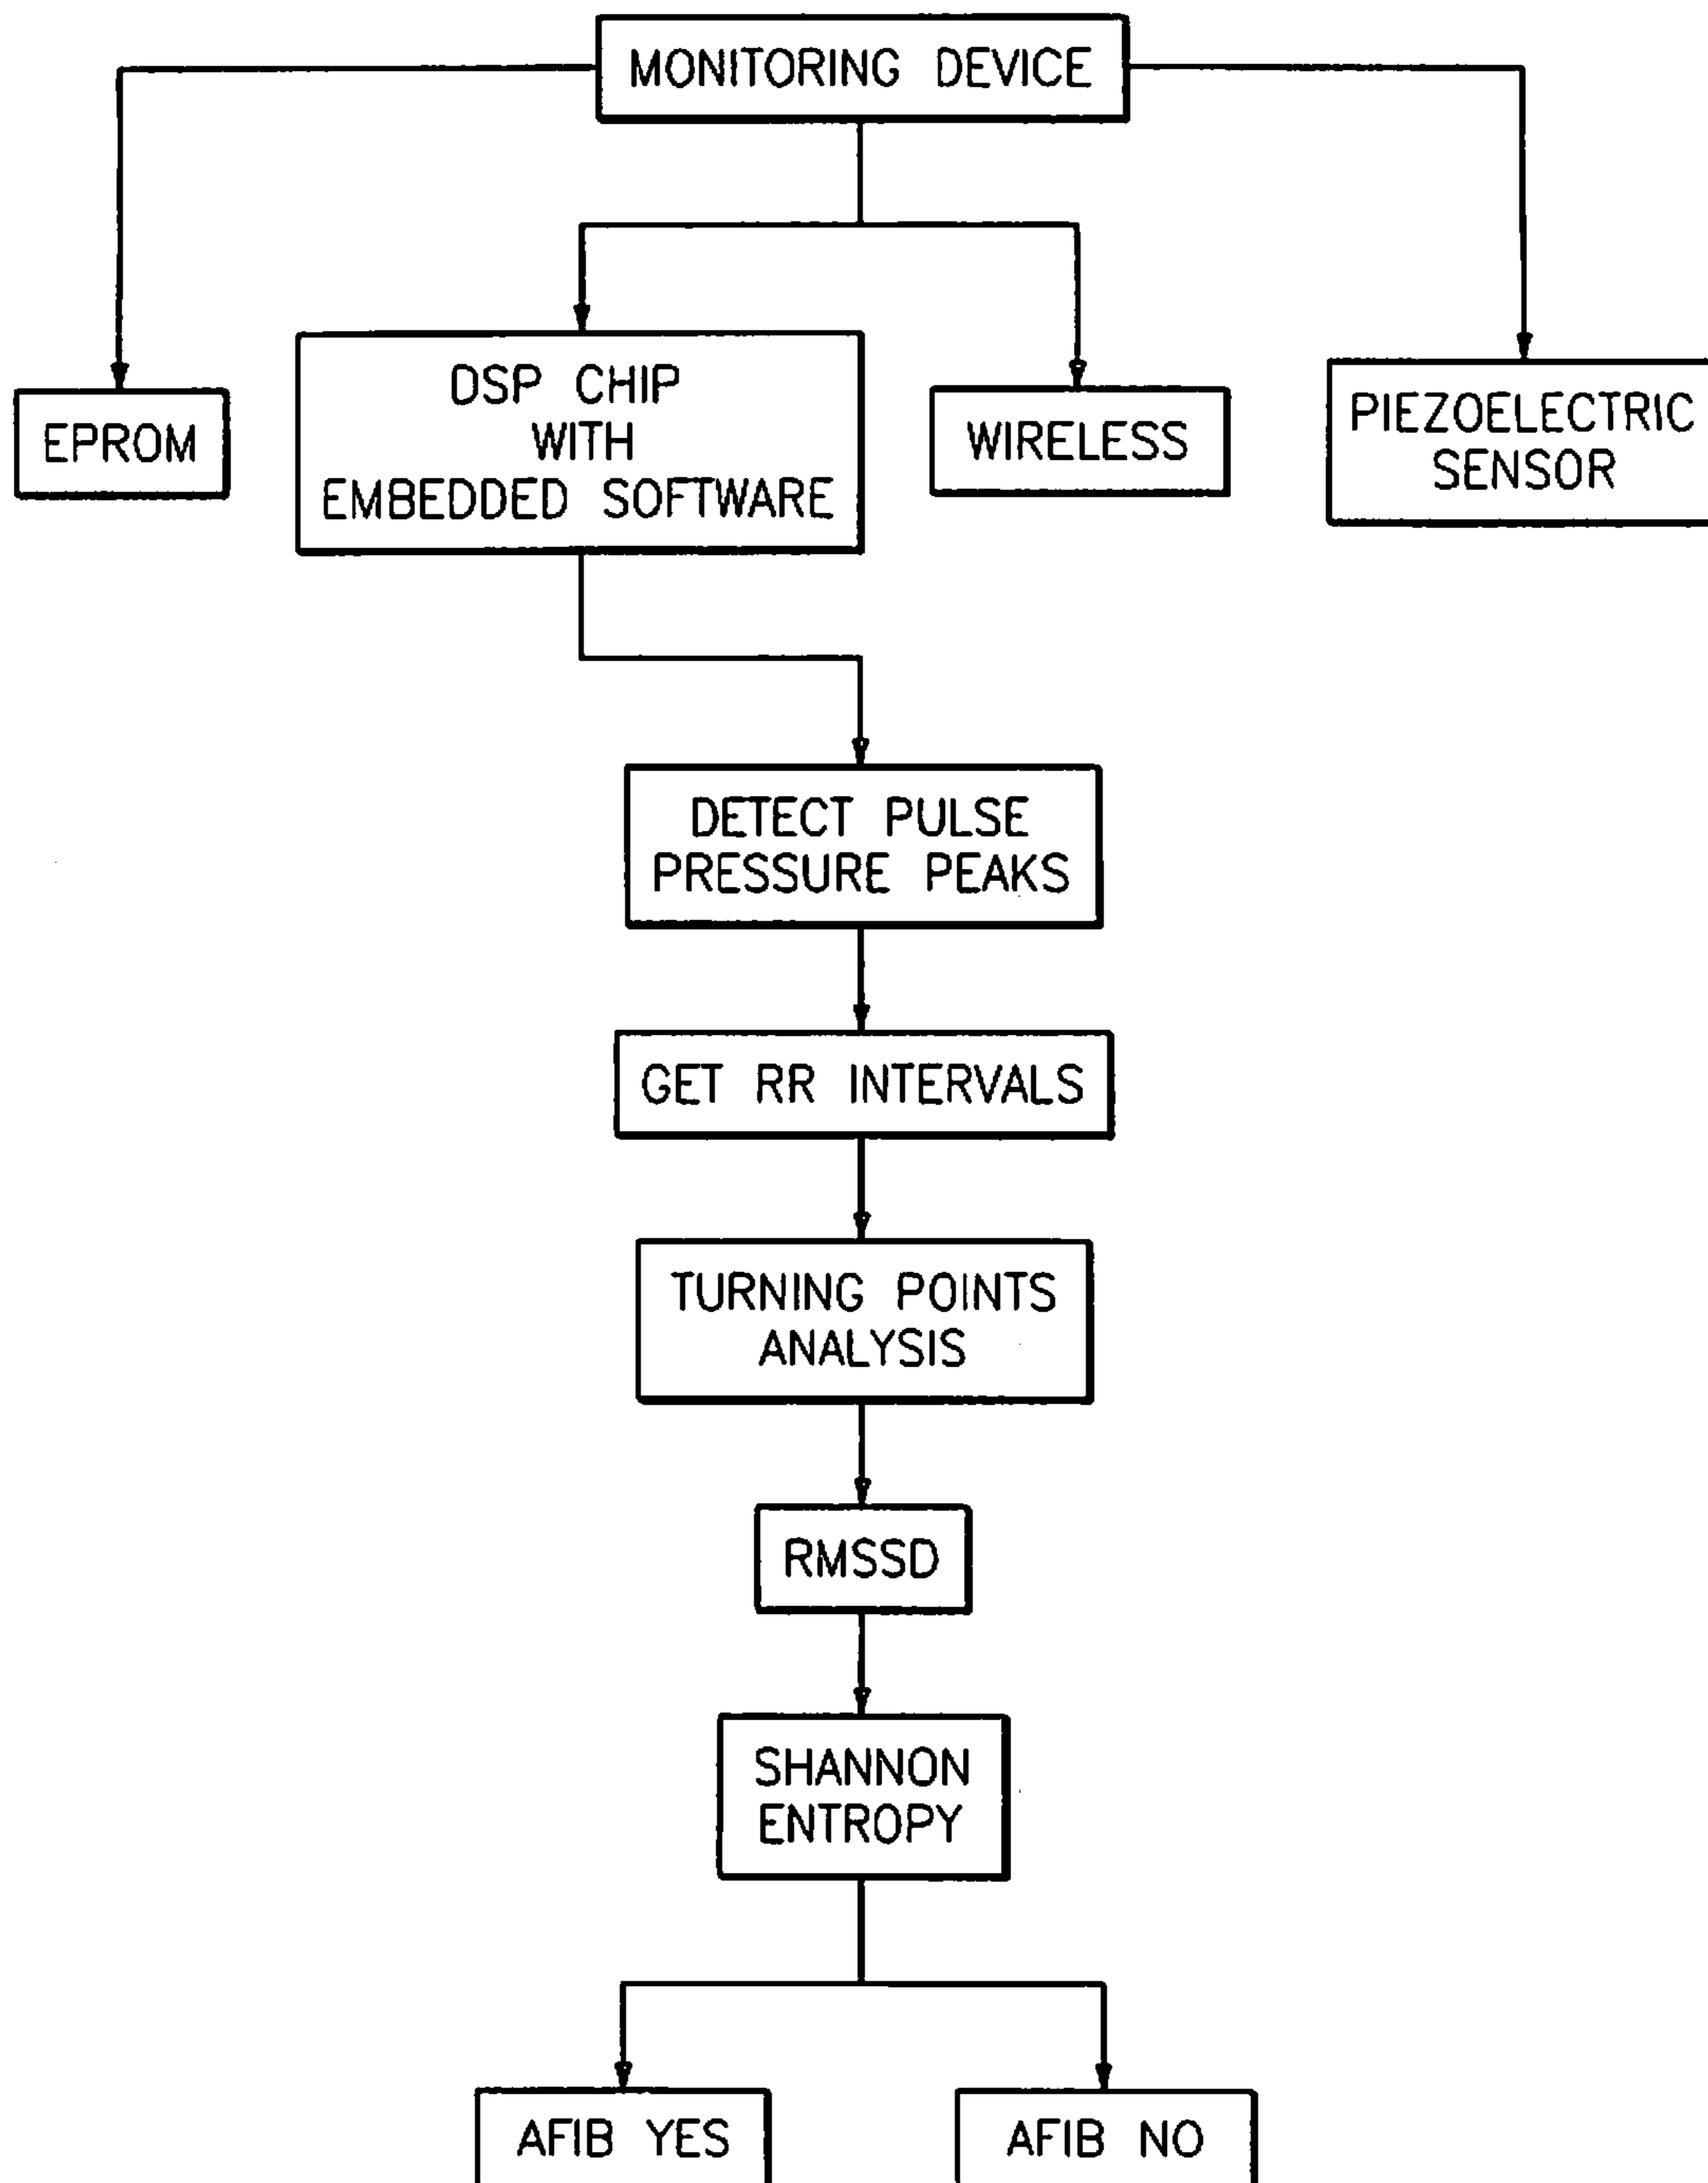 MONITORING DEVICE
EPROM
DSP CHIP
WITH
EMBEDDED SOFTWARE
WIRELESS
PIEZOELECTRIC
SENSOR
DETECT PULSE
PRESSURE PEAKS
GET RR INTERVALS
TURNING POINTS
ANALYSIS
RMSSD
SHANNON
ENTROPY
AFIB YES
AFIB NO